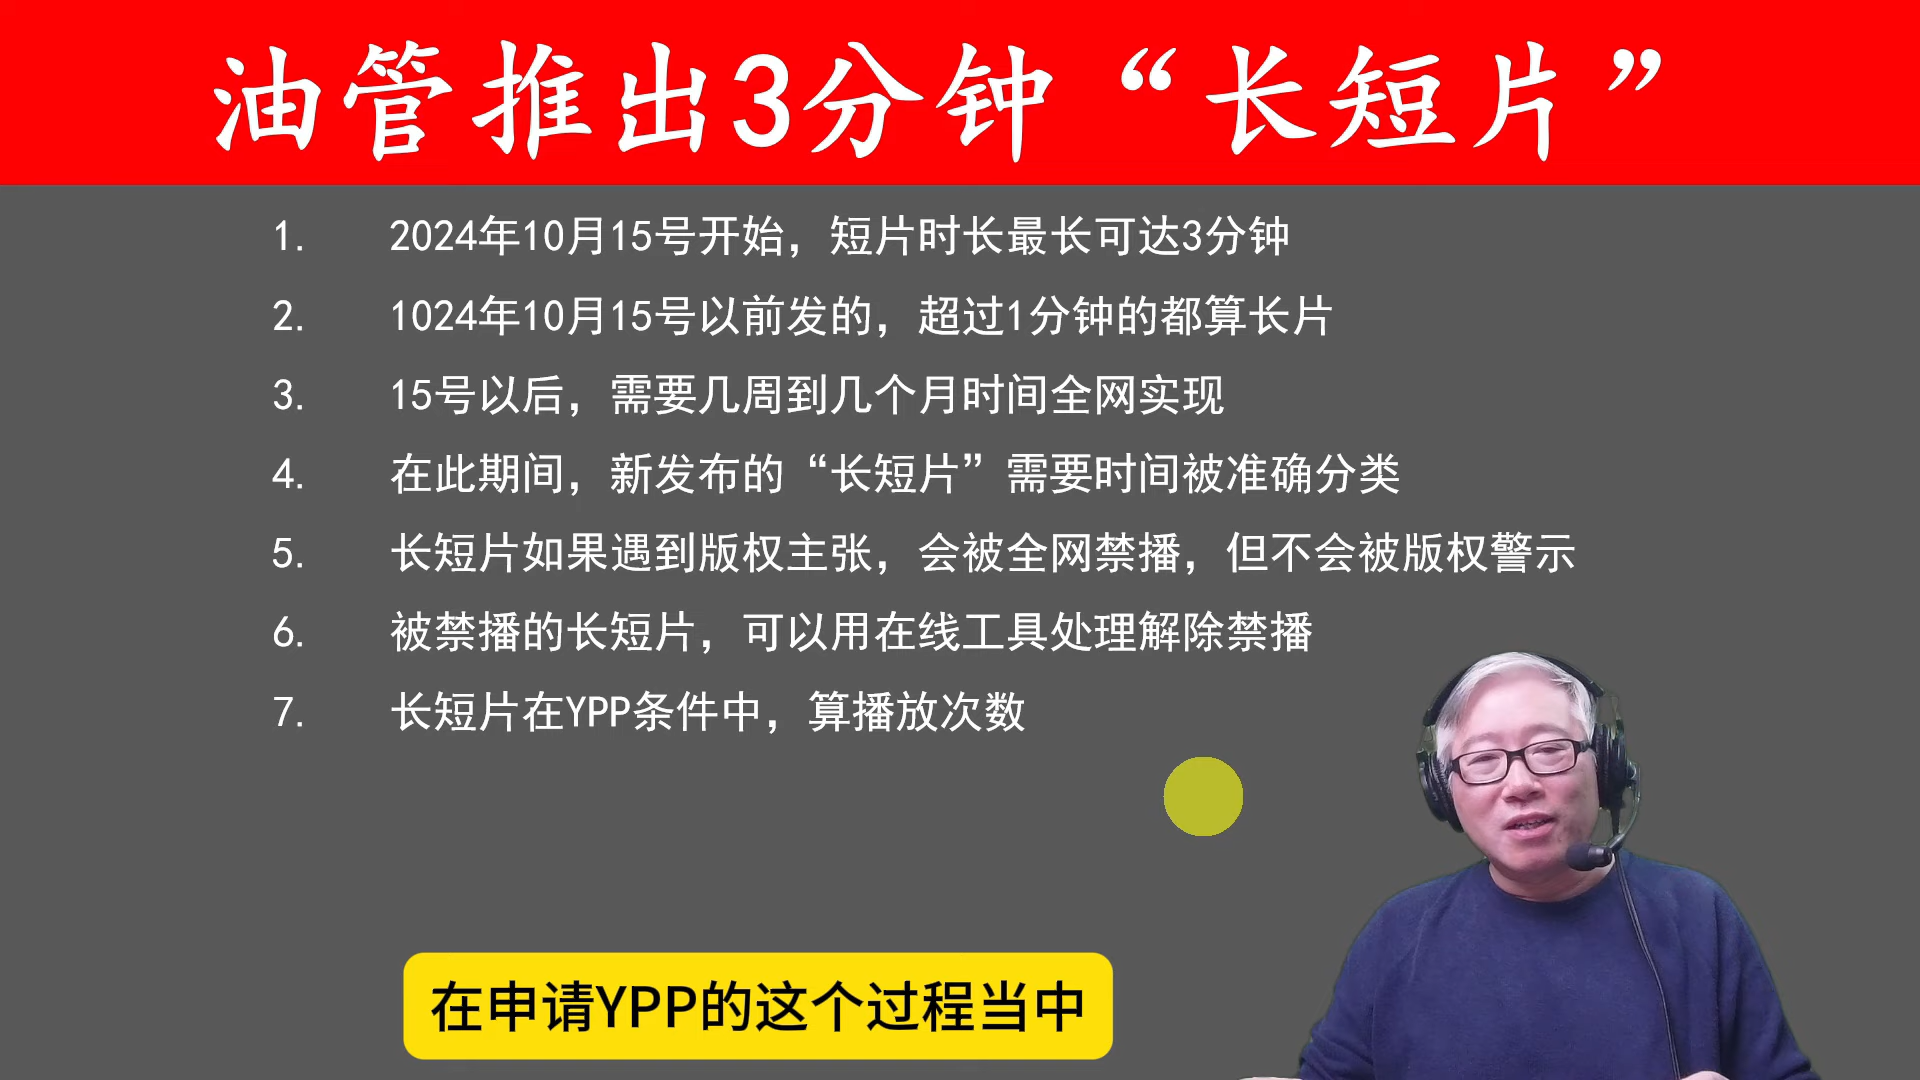 油管推出3分钟“长短片”
1. 2024年10月15号开始，短片时长最长可达3分钟
2. 1024年10月15号以前发的，超过1分钟的都算长片
3. 15号以后，需要几周到几个月时间全网实现
4. 在此期间，新发布的“长短片”需要时间被准确分类
5. 长短片如果遇到版权主张，会被全网禁播，但不会被版权警示
6. 被禁播的长短片，可以用在线工具处理解除禁播
7. 长短片在YPP条件中，算播放次数
在申请YPP的这个过程当中